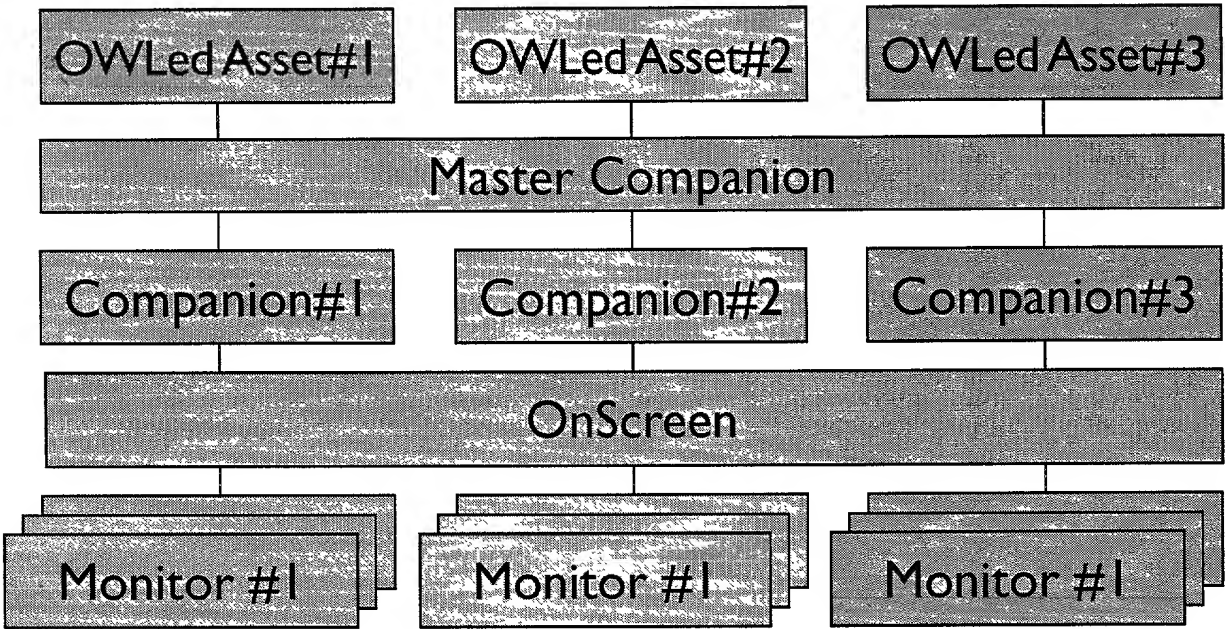 OWLed Asset#1
OWLed Asset#2
OWLed Asset#3
Master Companion
Companion#1
Companion#2
Companion#3
OnScreen
Monitor #1
Monitor #1
Monitor #1